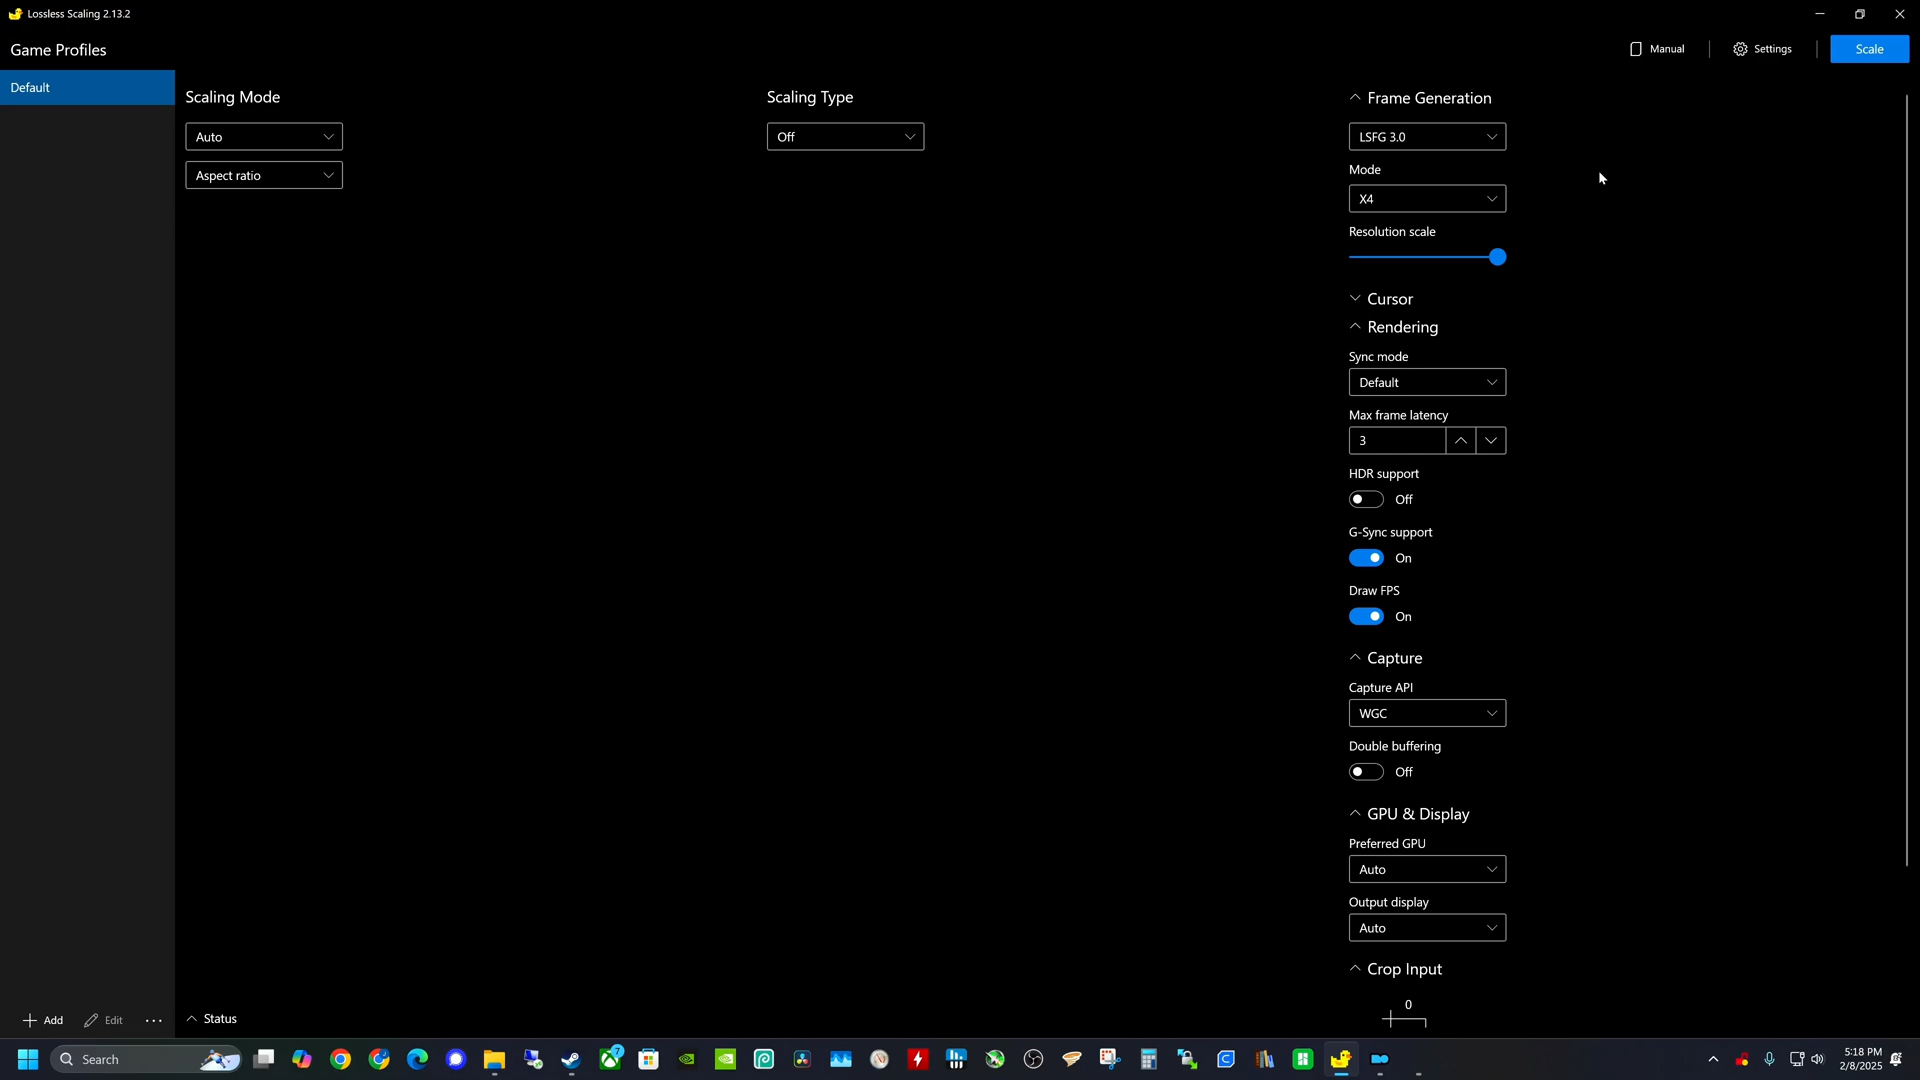 Lossless Scaling 2.13.2
Game Profiles
Manual
Settings
Scale
Default
Scaling Mode
Auto
Aspect ratio
Scaling Type
Off
Frame Generation
LSFG 3.0
Mode
X4
Resolution scale
Cursor
Rendering
Sync mode
Default
Max frame latency
3
HDR support
Off
G-Sync support
On
Draw FPS
On
Capture
Capture API
WGC
Double buffering
Off
GPU & Display
Preferred GPU
Auto
Output display
Auto
Crop Input
0
Add
Edit
Status
Search
7
5:18 PM
2/8/2025